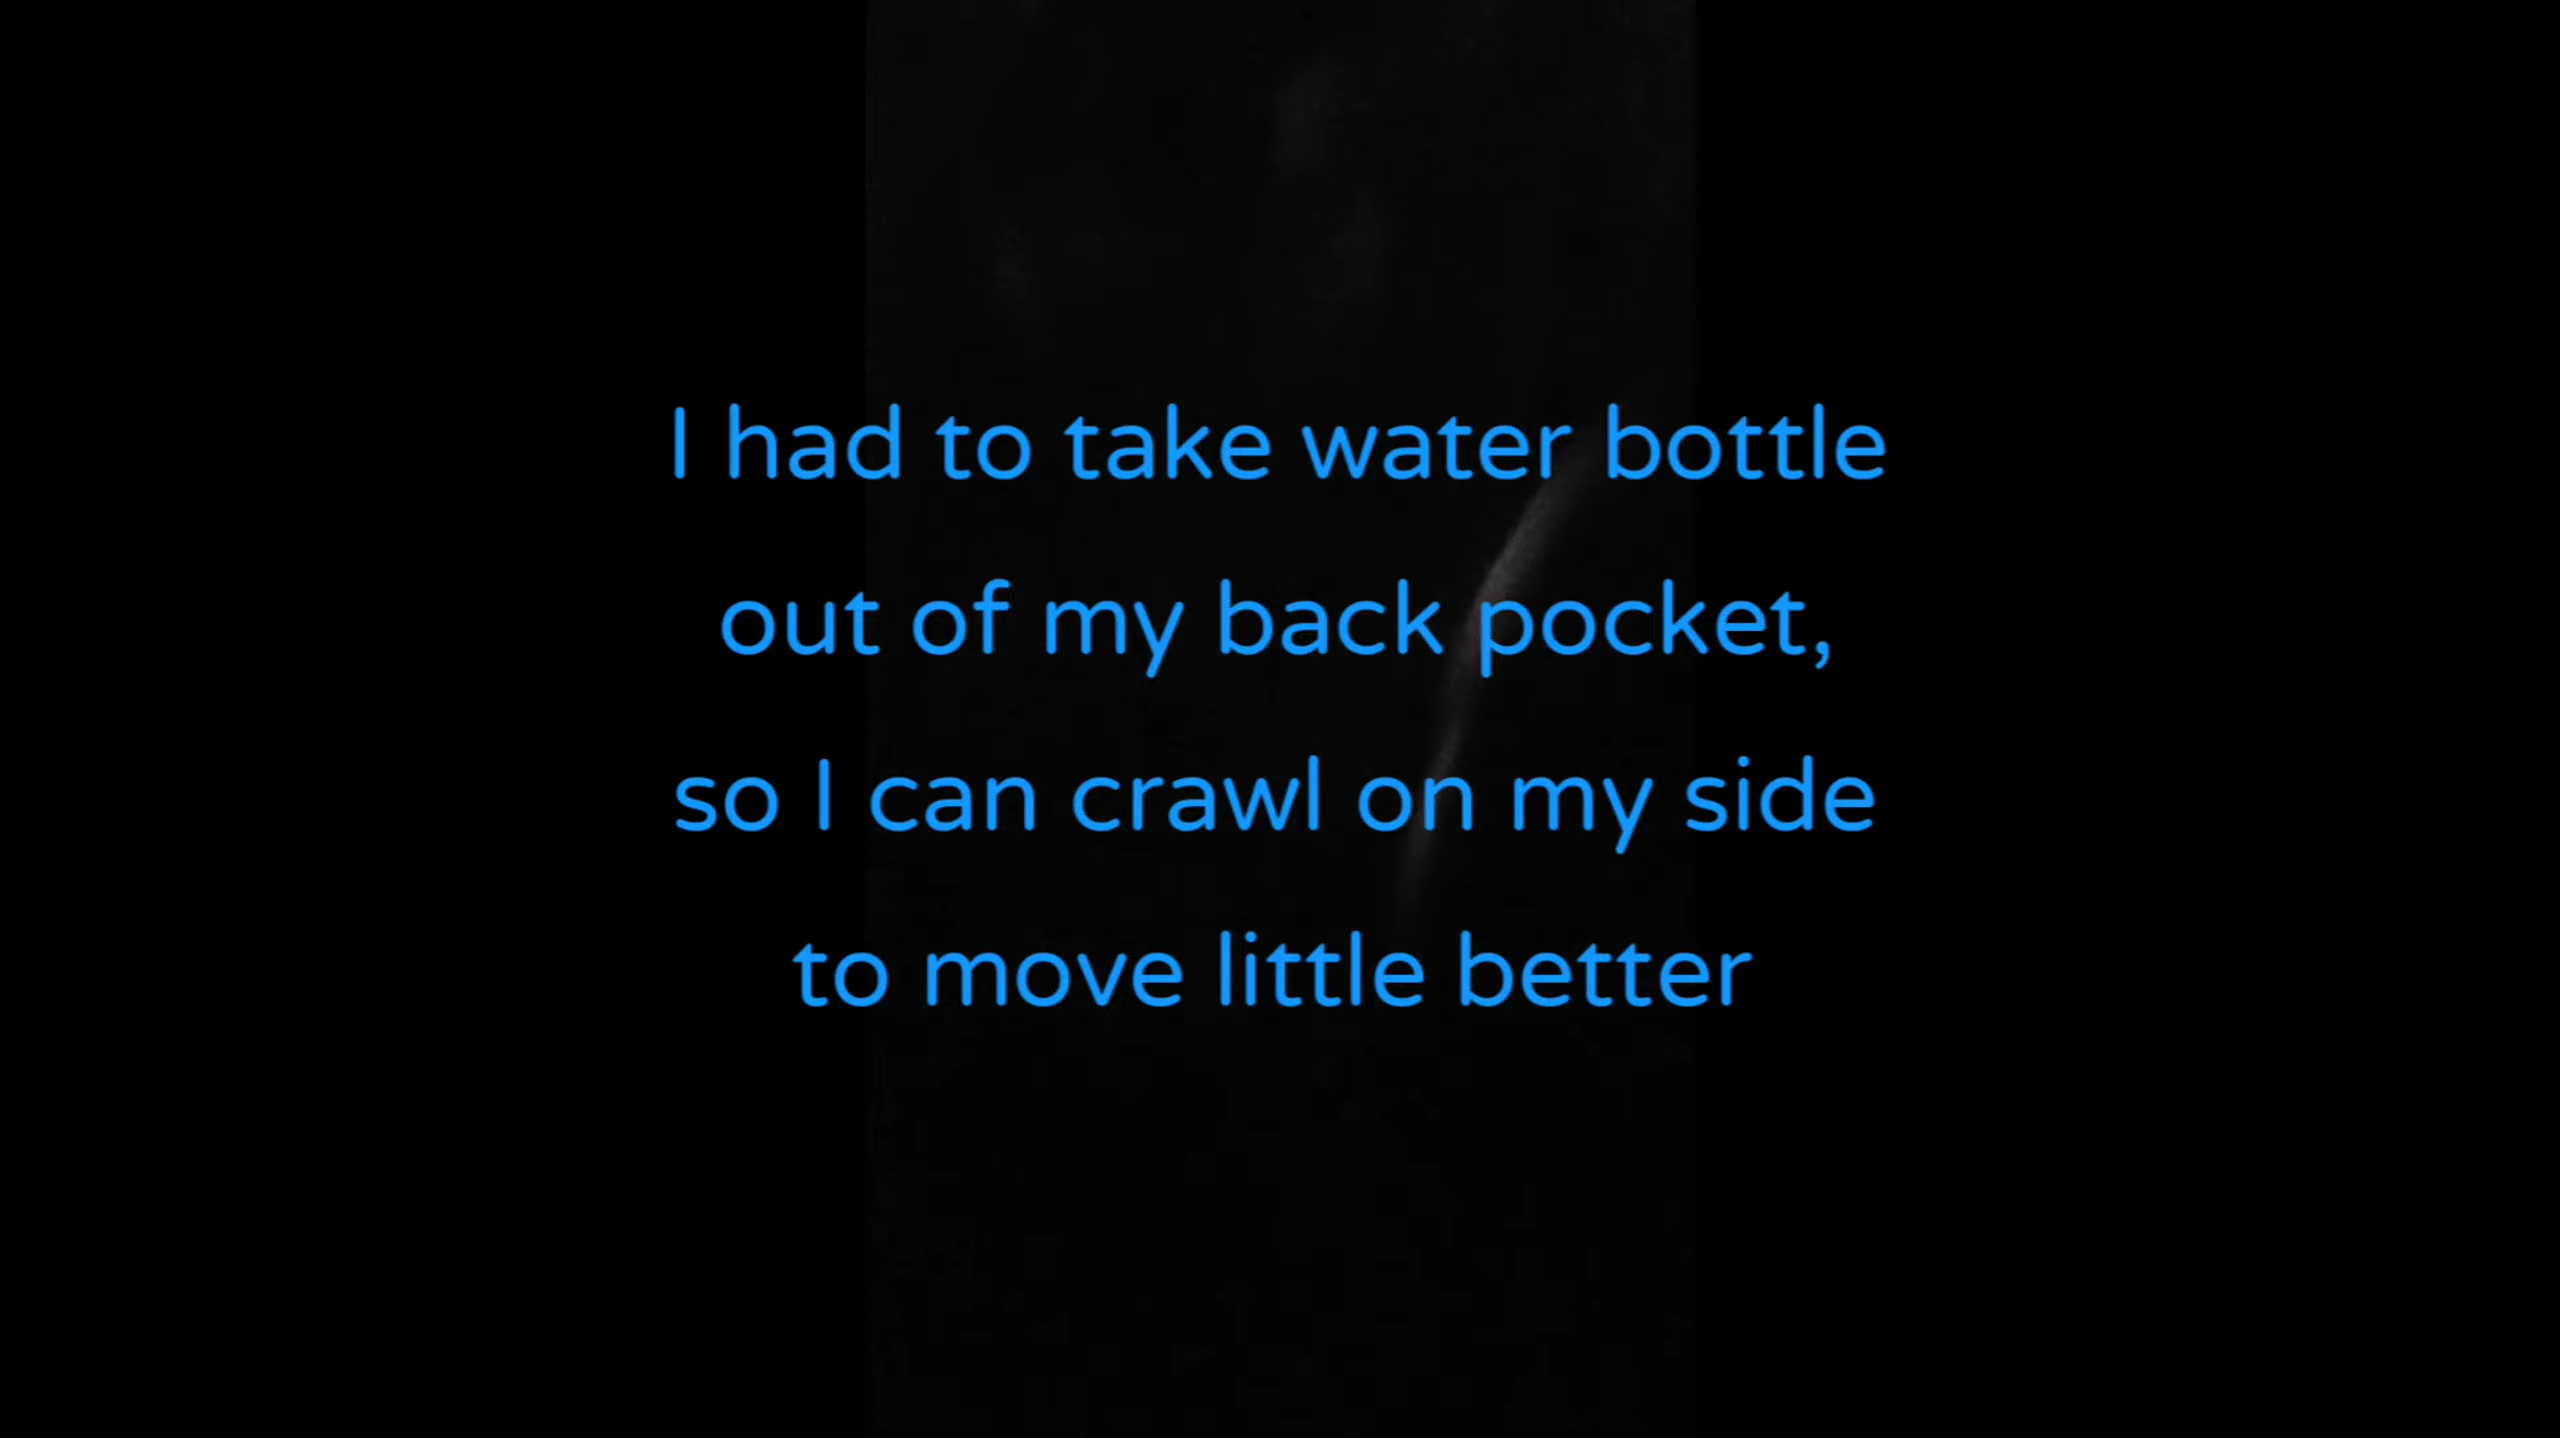 I had to take water bottle
out of my back pocket,
so I can crawl on my side
to move little better